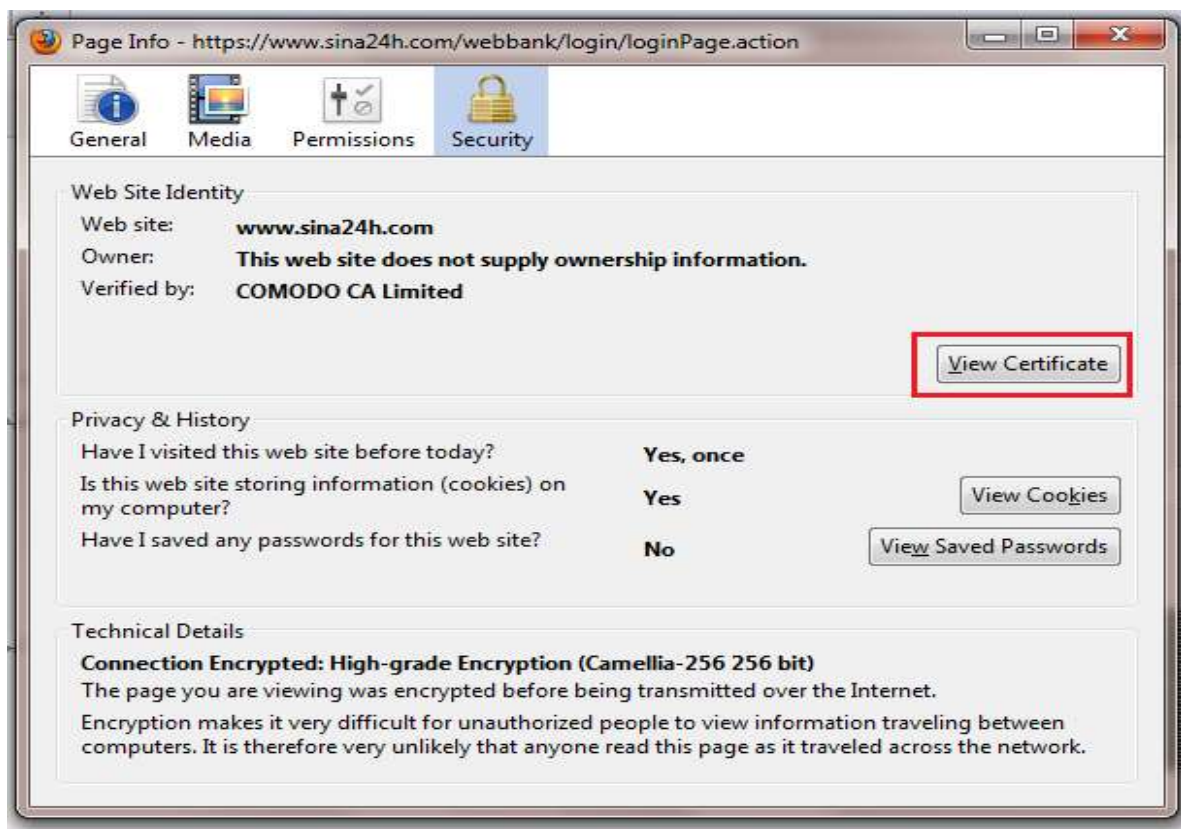 Page Info - https://www.sina24h.com/webbank/login/loginPage.action
General Media Permissions Security
Web Site Identity
Web site: www.sina24h.com
Owner: This web site does not supply ownership information.
Verified by: COMODO CA Limited
View Certificate
Privacy & History
Have I visited this web site before today? Yes, once
Is this web site storing information (cookies) on
my computer? Yes View Cookies
Have I saved any passwords for this web site? No View Saved Passwords
Technical Details
Connection Encrypted: High-grade Encryption (Camellia-256 256 bit)
The page you are viewing was encrypted before being transmitted over the Internet.
Encryption makes it very difficult for unauthorized people to view information traveling between
computers. It is therefore very unlikely that anyone read this page as it traveled across the network.